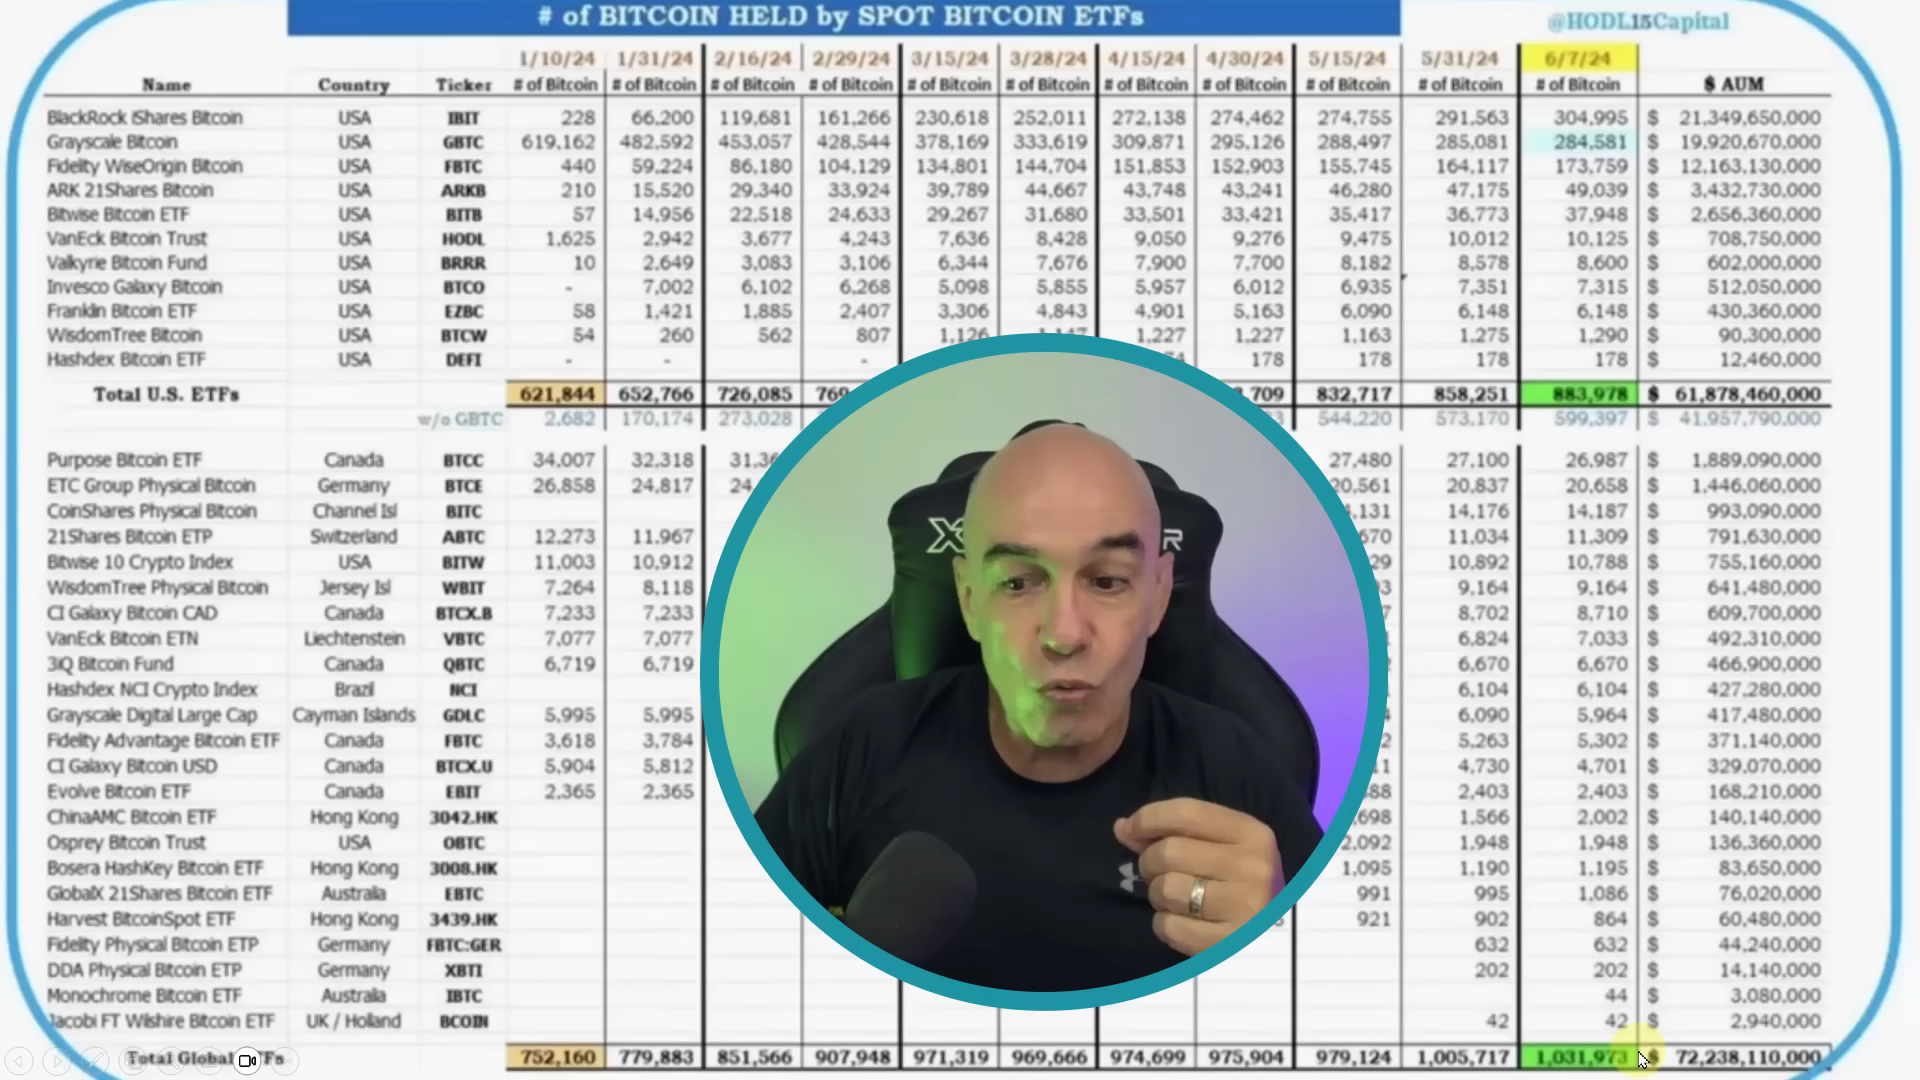 # of BITCOIN HELD by SPOT BITCOIN ETFs @HODL15Capital
1/10/24 1/31/24 2/16/24 2/29/24 3/15/24 3/28/24 4/15/24 4/30/24 5/15/24 5/31/24 6/7/24
Name Country Ticker # of Bitcoin # of Bitcoin # of Bitcoin # of Bitcoin # of Bitcoin # of Bitcoin # of Bitcoin # of Bitcoin # of Bitcoin # of Bitcoin # of Bitcoin $ AUM
BlackRock iShares Bitcoin USA IBIT 228 66,200 119,681 161,266 230,618 252,011 272,138 274,462 274,755 291,563 304,995 $ 21,349,650,000
Grayscale Bitcoin USA GBTC 619,162 482,592 453,057 428,544 378,169 333,619 309,871 295,126 288,497 285,081 284,581 $ 19,920,670,000
Fidelity WiseOrigin Bitcoin USA FBTC 440 59,224 86,180 104,129 134,801 144,704 151,853 152,903 155,745 164,117 173,759 $ 12,163,130,000
ARK 21Shares Bitcoin USA ARKB 210 15,520 29,340 33,924 39,789 44,667 43,748 43,241 46,280 47,175 49,039 $ 3,432,730,000
Bitwise Bitcoin ETF USA BITB 57 14,956 22,518 24,633 29,267 31,680 33,501 33,421 35,417 36,773 37,948 $ 2,656,360,000
VanEck Bitcoin Trust USA HODL 1,625 2,942 3,677 4,243 7,636 8,428 9,050 9,276 9,475 10,012 10,125 $ 708,750,000
Valkyrie Bitcoin Fund USA BRRR 10 2,649 3,083 3,106 6,344 7,676 7,900 7,700 8,182 8,578 8,600 $ 602,000,000
Invesco Galaxy Bitcoin USA BTCO - 7,002 6,102 6,268 5,098 5,855 5,957 6,012 6,935 7,351 7,315 $ 512,050,000
Franklin Bitcoin ETF USA EZBC 58 1,421 1,885 2,407 3,306 4,843 4,901 5,163 6,090 6,148 6,148 $ 430,360,000
WisdomTree Bitcoin USA BTCW 54 260 562 807 1,126 1,227 1,227 1,163 1,275 1,290 $ 90,300,000
Hashdex Bitcoin ETF USA DEFI - - - 178 178 178 178 $ 12,460,000
Total U.S. ETFs 621,844 652,766 726,085 769 709 832,717 858,251 883,978 $ 61,878,460,000
w/o GBTC 2,682 170,174 273,028 544,220 573,170 599,397 $ 41,957,790,000
Purpose Bitcoin ETF Canada BTCC 34,007 32,318 31,3 27,480 27,100 26,987 $ 1,889,090,000
ETC Group Physical Bitcoin Germany BTCE 26,858 24,817 24 20,561 20,837 20,658 $ 1,446,060,000
CoinShares Physical Bitcoin Channel Isl BITC ,131 14,176 14,187 $ 993,090,000
21Shares Bitcoin ETP Switzerland ABTC 12,273 11,967 670 11,034 11,309 $ 791,630,000
Bitwise 10 Crypto Index USA BITW 11,003 10,912 29 10,892 10,788 $ 755,160,000
WisdomTree Physical Bitcoin Jersey Isl WBIT 7,264 8,118 9,164 9,164 $ 641,480,000
CI Galaxy Bitcoin CAD Canada BTCX.B 7,233 7,233 8,702 8,710 $ 609,700,000
VanEck Bitcoin ETN Liechtenstein VBTC 7,077 7,077 6,824 7,033 $ 492,310,000
3iQ Bitcoin Fund Canada QBTC 6,719 6,719 6,670 6,670 $ 466,900,000
Hashdex NCI Crypto Index Brazil NCI 6,104 6,104 $ 427,280,000
Grayscale Digital Large Cap Cayman Islands GDLC 5,995 5,995 6,090 5,964 $ 417,480,000
Fidelity Advantage Bitcoin ETF Canada FBTC 3,618 3,784 2 5,263 5,302 $ 371,140,000
CI Galaxy Bitcoin USD Canada BTCX.U 5,904 5,812 11 4,730 4,701 $ 329,070,000
Evolve Bitcoin ETF Canada EBIT 2,365 2,365 88 2,403 2,403 $ 168,210,000
ChinaAMC Bitcoin ETF Hong Kong 3042.HK ,698 1,566 2,002 $ 140,140,000
Osprey Bitcoin Trust USA OBTC 2,092 1,948 1,948 $ 136,360,000
Bosera HashKey Bitcoin ETF Hong Kong 3008.HK 1,095 1,190 1,195 $ 83,650,000
GlobalX 21Shares Bitcoin ETF Australia EBTC 991 995 1,086 $ 76,020,000
Harvest BitcoinSpot ETF Hong Kong 3439.HK 921 902 864 $ 60,480,000
Fidelity Physical Bitcoin ETP Germany FBTC:GER 632 632 $ 44,240,000
DDA Physical Bitcoin ETP Germany XBTI 202 202 $ 14,140,000
Monochrome Bitcoin ETF Australia IBTC 44 $ 3,080,000
Jacobi FT Wilshire Bitcoin ETF UK / Holland BCOIN 42 42 $ 2,940,000
Total Global ETFs 752,160 779,883 851,566 907,948 971,319 969,666 974,699 975,904 979,124 1,005,717 1,031,973 $ 72,238,110,000